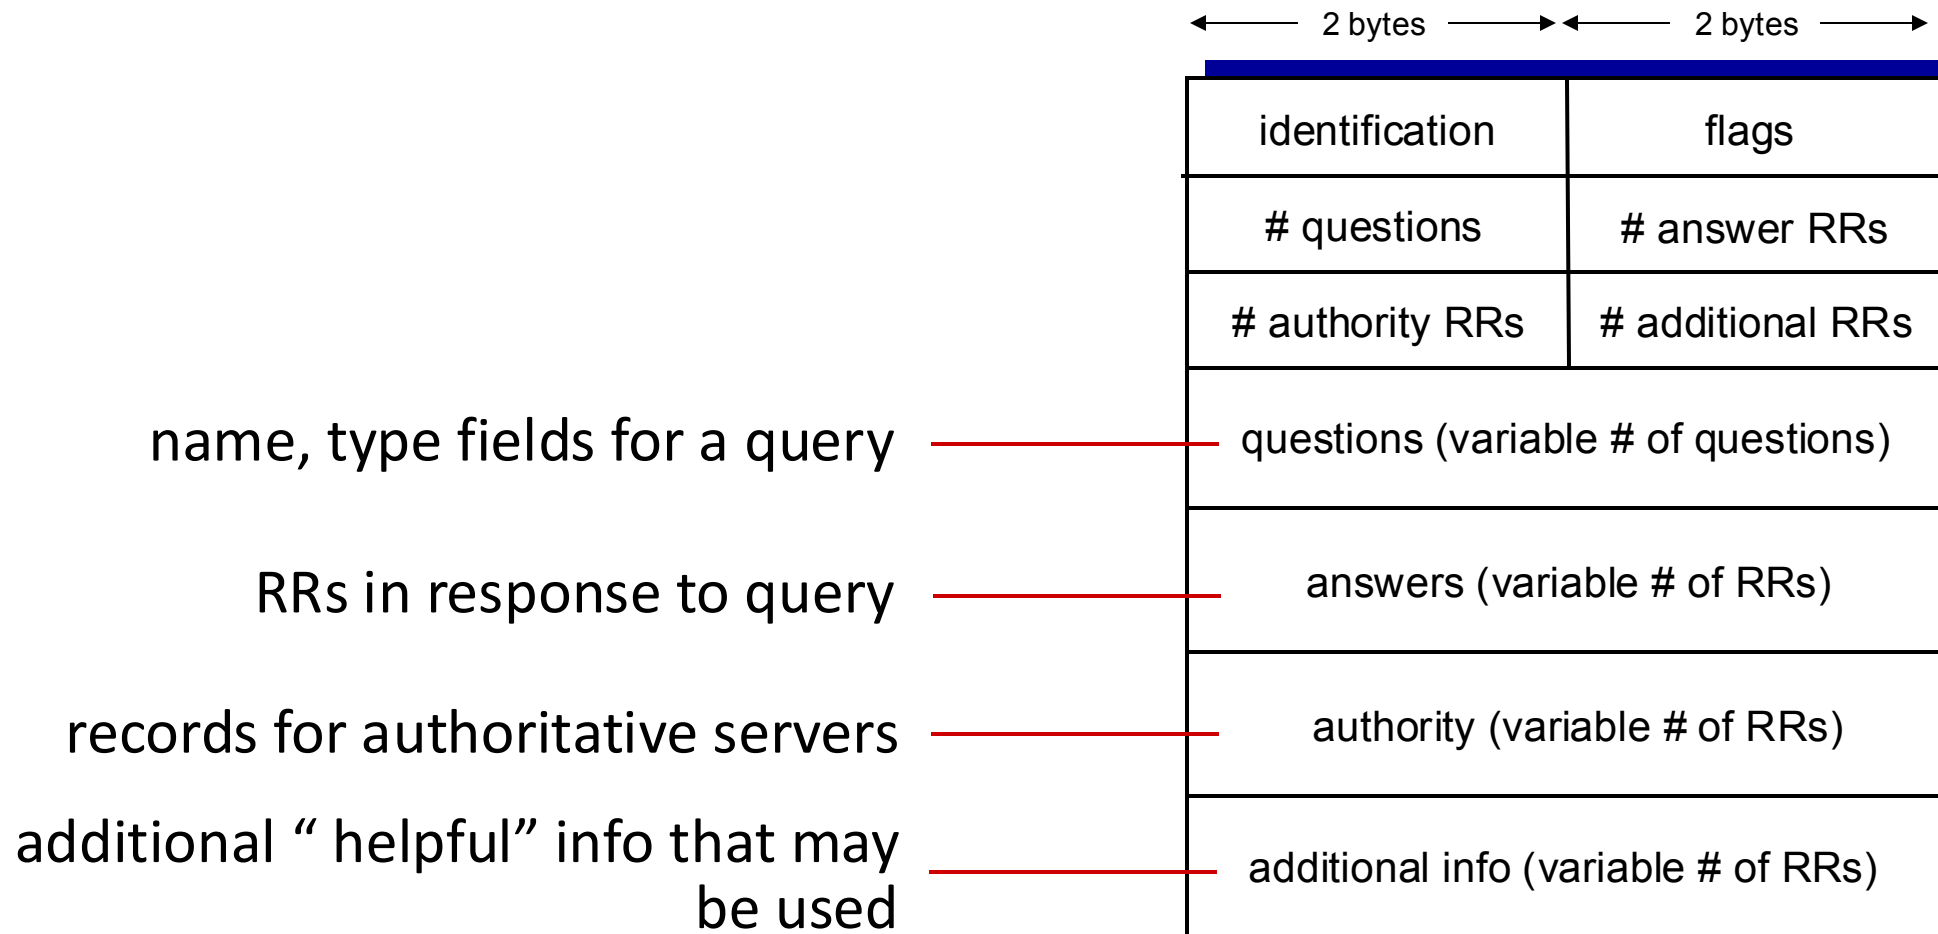 2 bytes 2 bytes
identification flags
# questions # answer RRs
# authority RRs # additional RRs
name, type fields for a query questions (variable # of questions)
RRs in response to query answers (variable # of RRs)
records for authoritative servers authority (variable # of RRs)
additional “ helpful” info that may
be used
additional info (variable # of RRs)